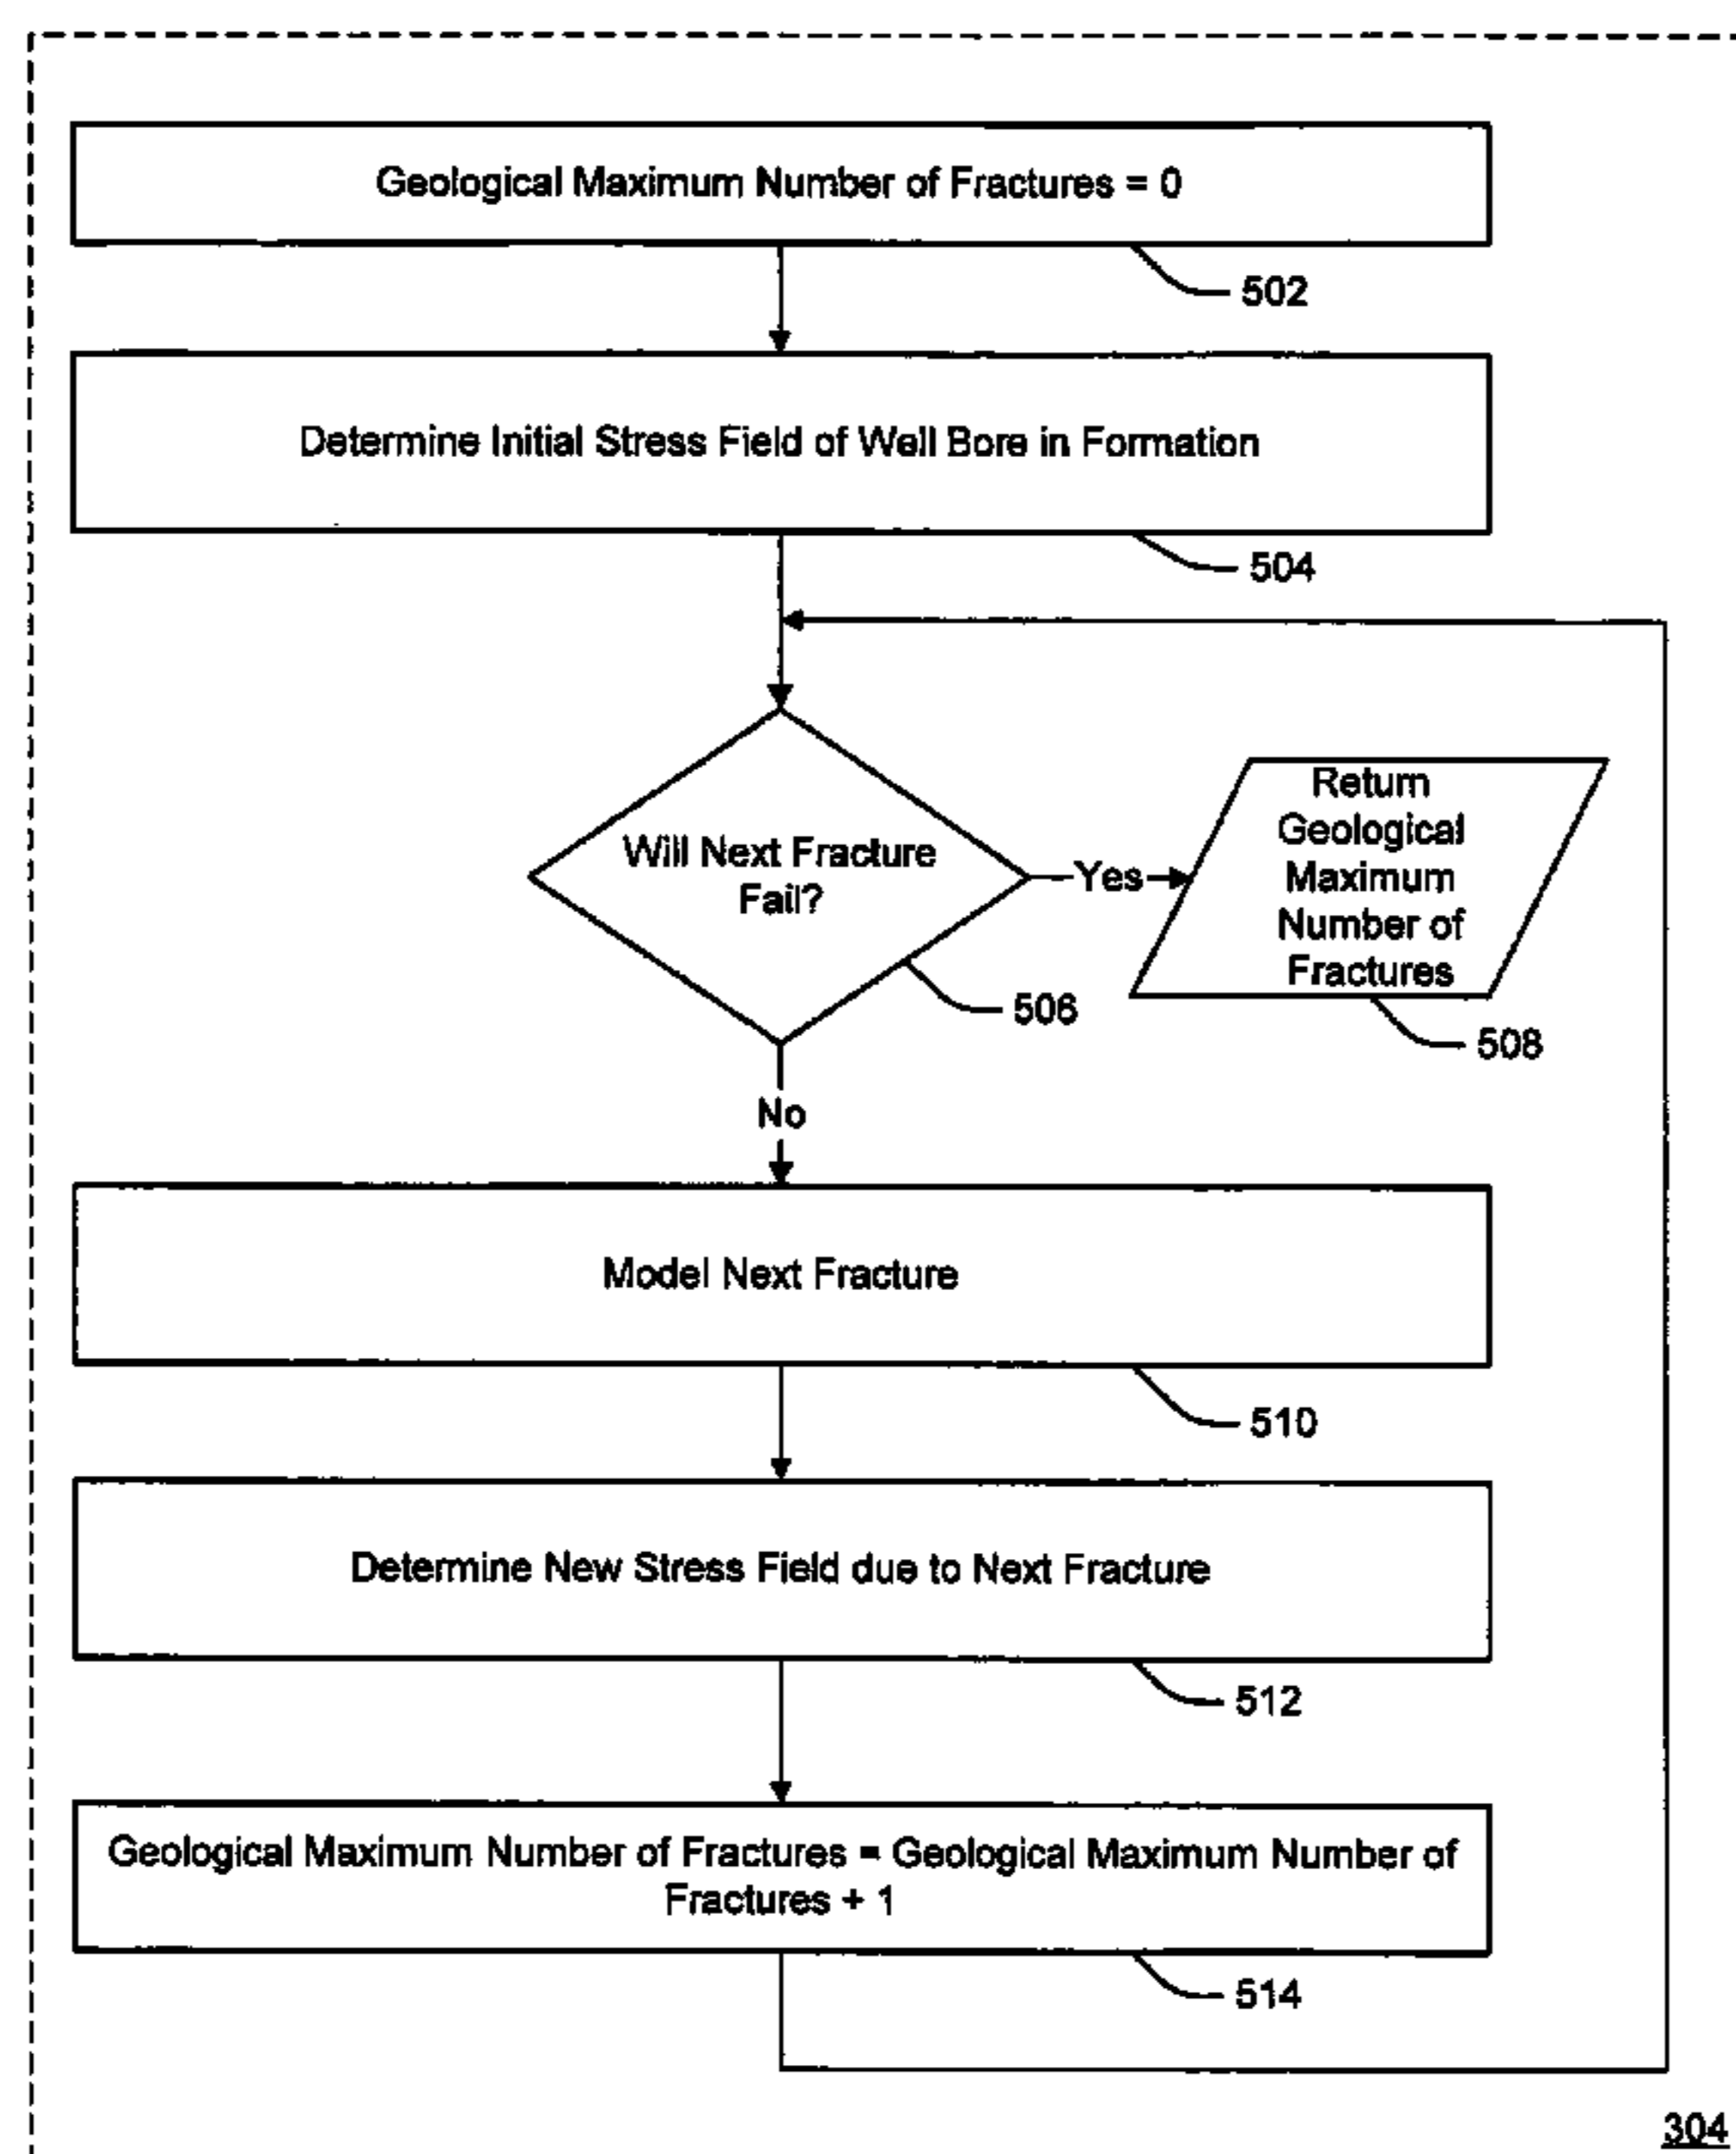 Geological Maximum Number of Fractures = 0
502
Determine Initial Stress Field of Well Bore in Formation
504
Will Next Fracture
Fail?
Yes
Return
Geological
Maximum
Number of
Fractures
506
508
No
Model Next Fracture
510
Determine New Stress Field due to Next Fracture
512
Geological Maximum Number of Fractures = Geological Maximum Number of
Fractures + 1
514
304